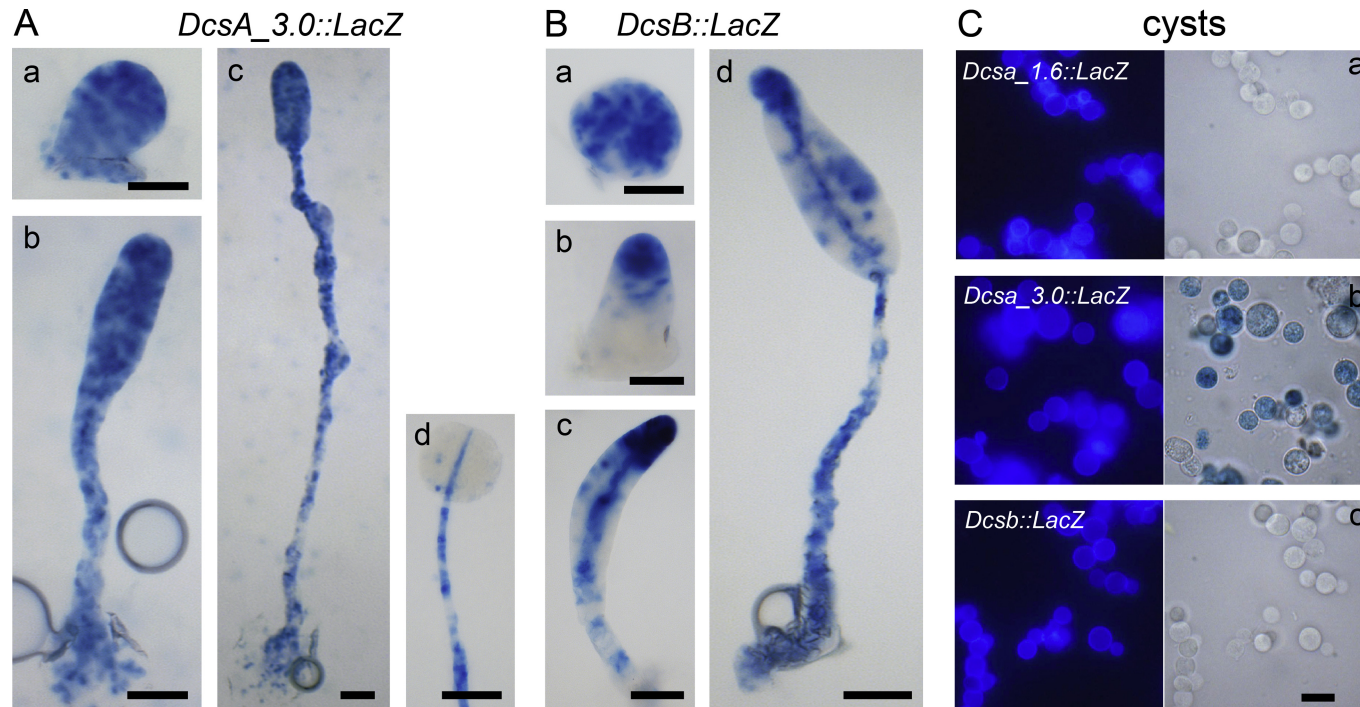 A DcsA_3.0::LacZ
a
b
c
d
B DcsB::LacZ
a
b
c
d
C cysts
Dcsa_1.6::LacZ a
Dcsa_3.0::LacZ b
Dcsb::LacZ c